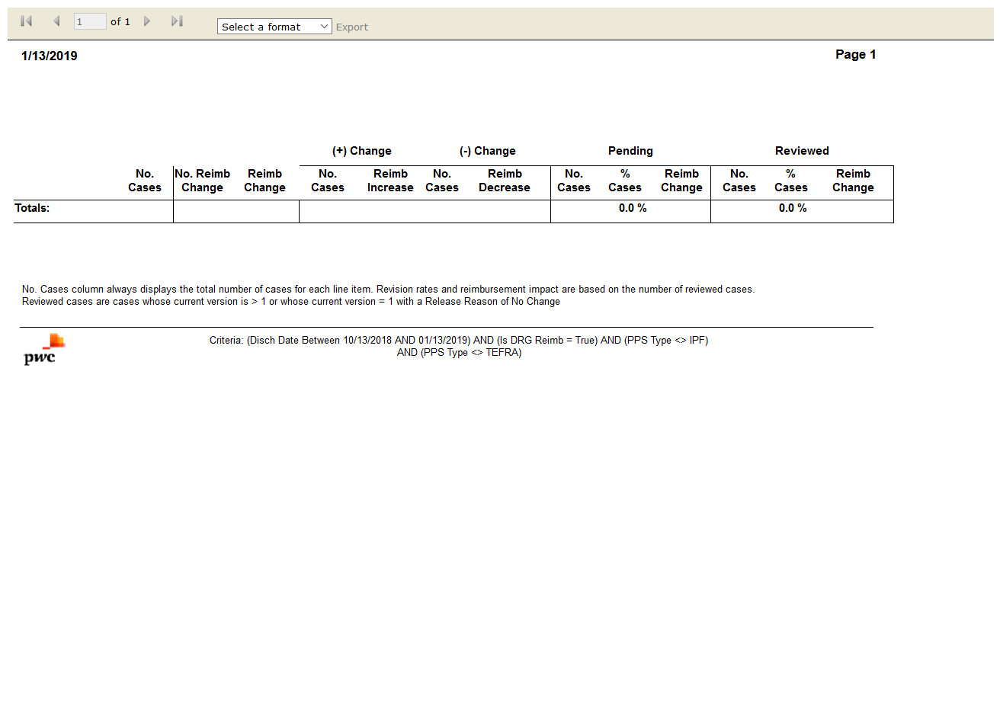 1 of 1 Select a format Export
1/13/2019 Page 1
(+) Change (-) Change Pending Reviewed
No. No. Reimb Reimb No. Reimb No. Reimb No. % Reimb No. % Reimb
Cases Change Change Cases Increase Cases Decrease Cases Cases Change Cases Cases Change
Totals: 0.0 % 0.0 %
No. Cases column always displays the total number of cases for each line item. Revision rates and reimbursement impact are based on the number of reviewed cases.
Reviewed cases are cases whose current version is > 1 or whose current version = 1 with a Release Reason of No Change
pwc
Criteria: (Disch Date Between 10/13/2018 AND 01/13/2019) AND (Is DRG Reimb = True) AND (PPS Type <> IPF)
AND (PPS Type <> TEFRA)